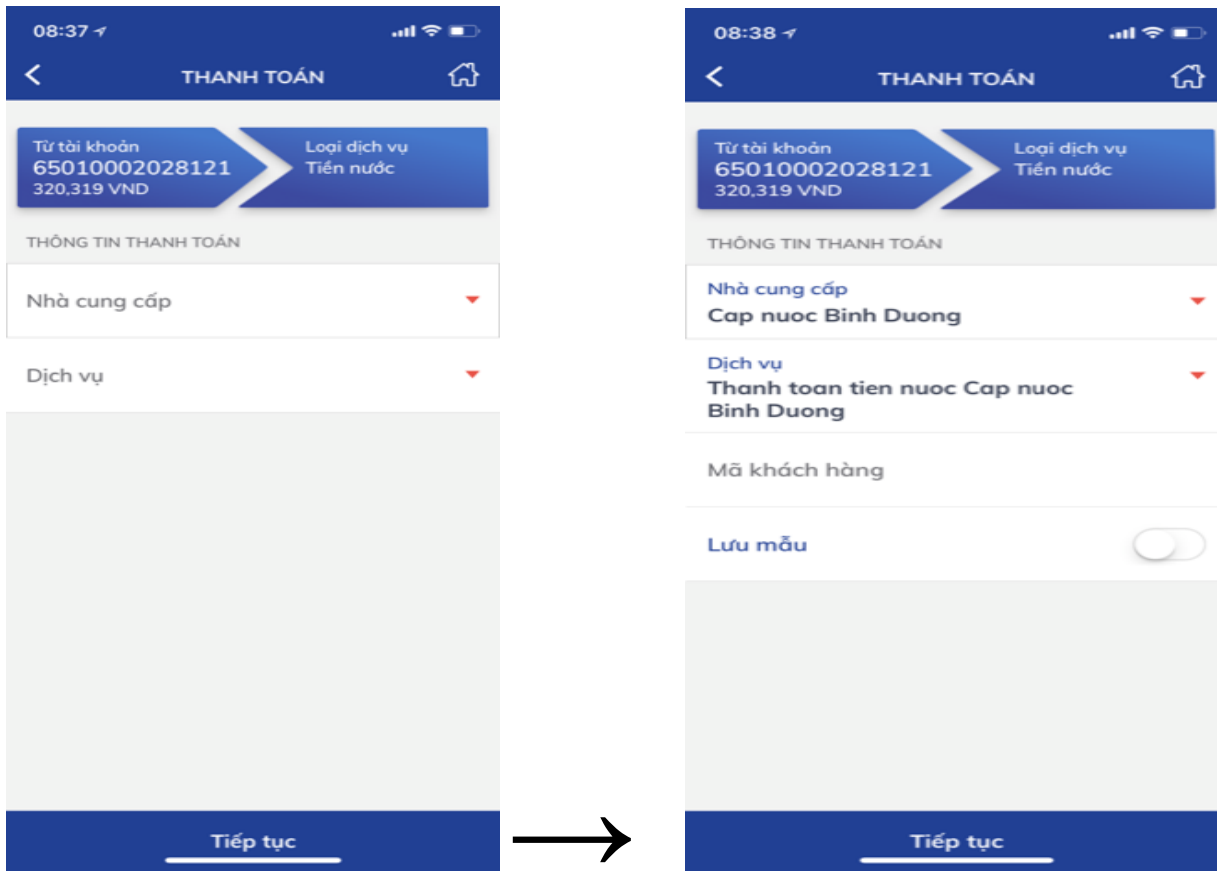 08:37
THANH TOÁN
Từ tài khoản
65010002028121
320,319 VND
Loại dịch vụ
Tiền nước
THÔNG TIN THANH TOÁN
Nhà cung cấp
Dịch vụ
Tiếp tục
08:38
THANH TOÁN
Từ tài khoản
65010002028121
320,319 VND
Loại dịch vụ
Tiền nước
THÔNG TIN THANH TOÁN
Nhà cung cấp
Cap nuoc Binh Duong
Dịch vụ
Thanh toan tien nuoc Cap nuoc
Binh Duong
Mã khách hàng
Lưu mẫu
Tiếp tục